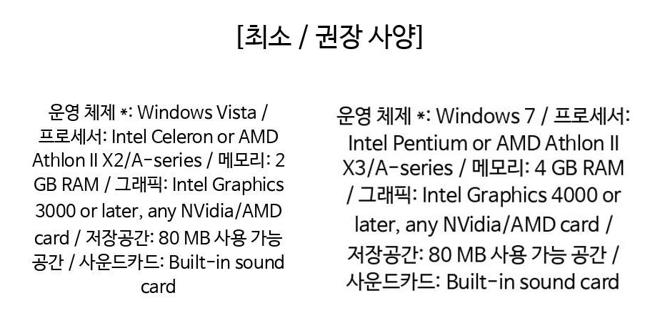 [최소 / 권장 사양]
운영 체제 *: Windows Vista /
프로세서: Intel Celeron or AMD
Athlon II X2/A-series / 메모리: 2
GB RAM / 그래픽: Intel Graphics
3000 or later, any NVidia/AMD
card / 저장공간: 80 MB 사용 가능
공간 / 사운드카드: Built-in sound
card
운영 체제 *: Windows 7 / 프로세서:
Intel Pentium or AMD Athlon II
X3/A-series / 메모리: 4 GB RAM
/ 그래픽: Intel Graphics 4000 or
later, any NVidia/AMD card /
저장공간: 80 MB 사용 가능 공간 /
사운드카드: Built-in sound card